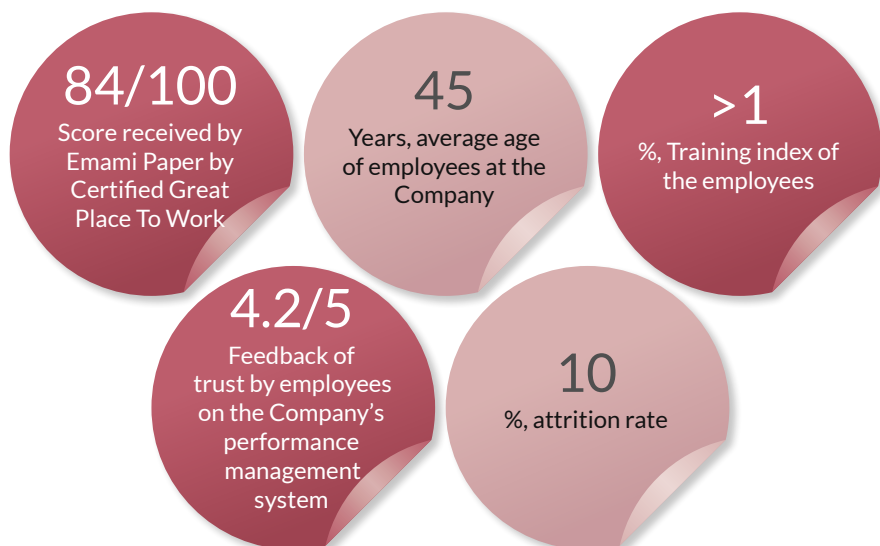 84/100
Score received by
Emami Paper by
Certified Great
Place To Work
45
Years, average age
of employees at the
Company
>1
%, Training index of
the employees
4.2/5
Feedback of
trust by employees
on the Company’s
performance
management
system
10
%, attrition rate